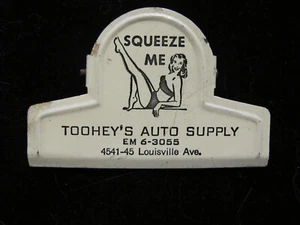 SQUEEZE
ME
TOOHEY'S AUTO SUPPLY
EM 6-3055
4541-45 Louisville Ave.